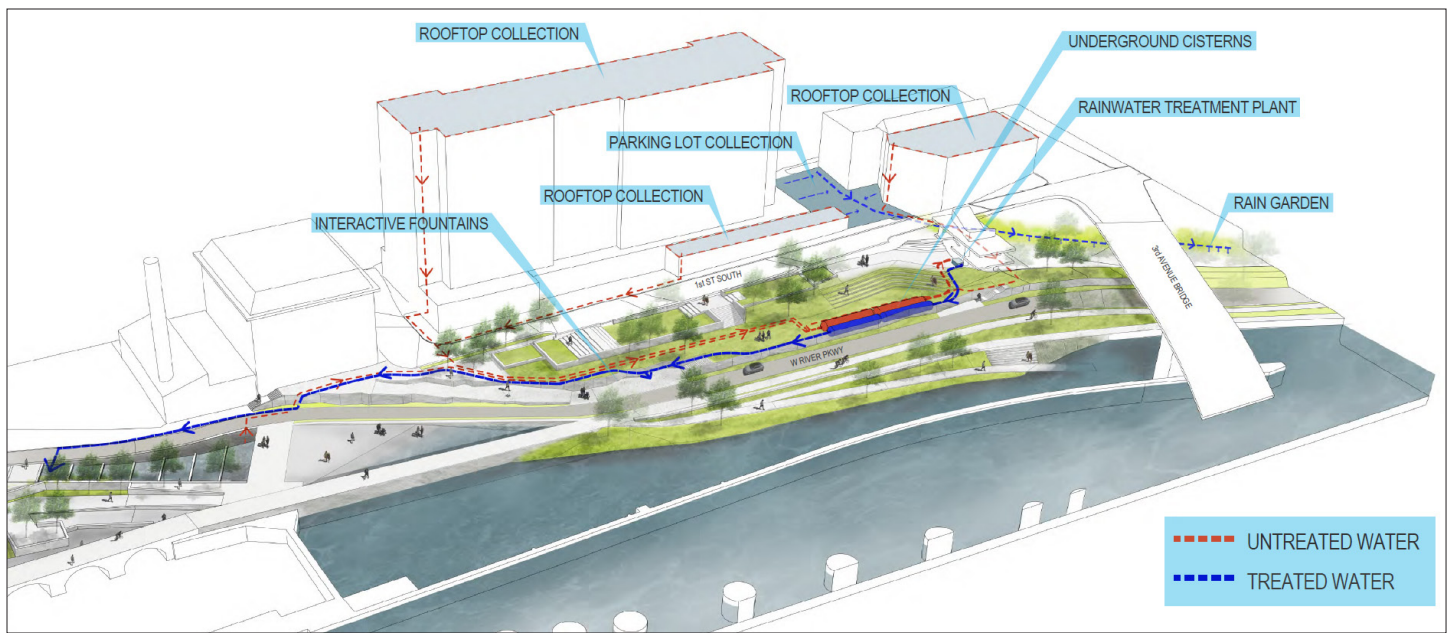 ROOFTOP COLLECTION
UNDERGROUND CISTERNS
ROOFTOP COLLECTION
RAINWATER TREATMENT PLANT
PARKING LOT COLLECTION
ROOFTOP COLLECTION
RAIN GARDEN
INTERACTIVE FOUNTAINS
1st ST SOUTH
3rd AVENUE BRIDGE
W RIVER PKWY
UNTREATED WATER
TREATED WATER